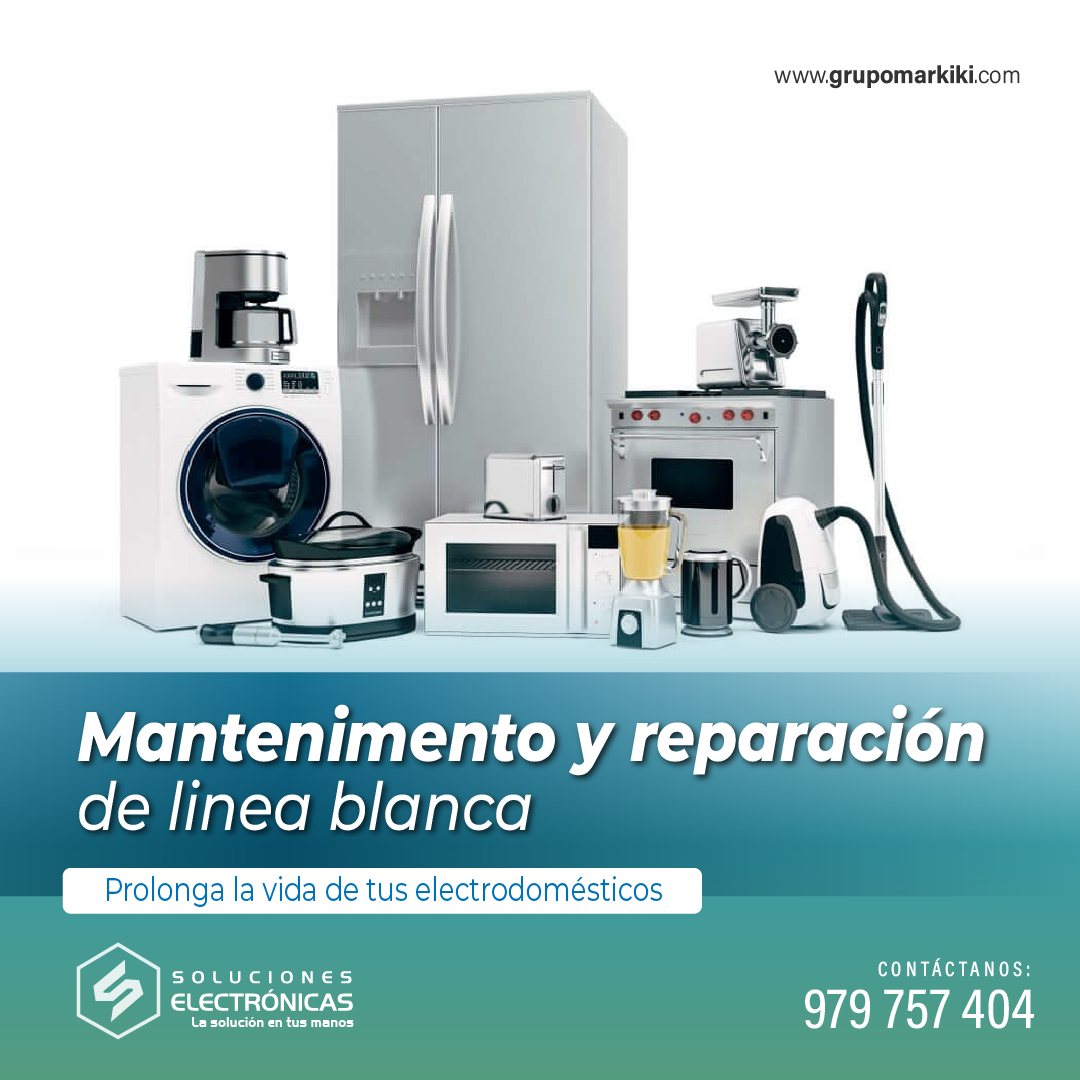 www.grupomarkiki.com
Mantenimento y reparación
de linea blanca
Prolonga la vida de tus electrodomésticos
SOLUCIONES
ELECTRÓNICAS
La solución en tus manos
CONTÁCTANOS:
979 757 404